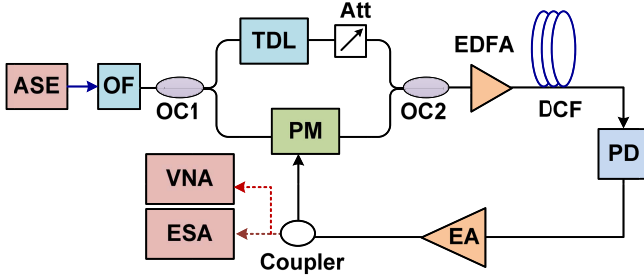 Att
TDL
EDFA
ASE
OF
OC1
OC2
DCF
PM
PD
VNA
ESA
EA
Coupler